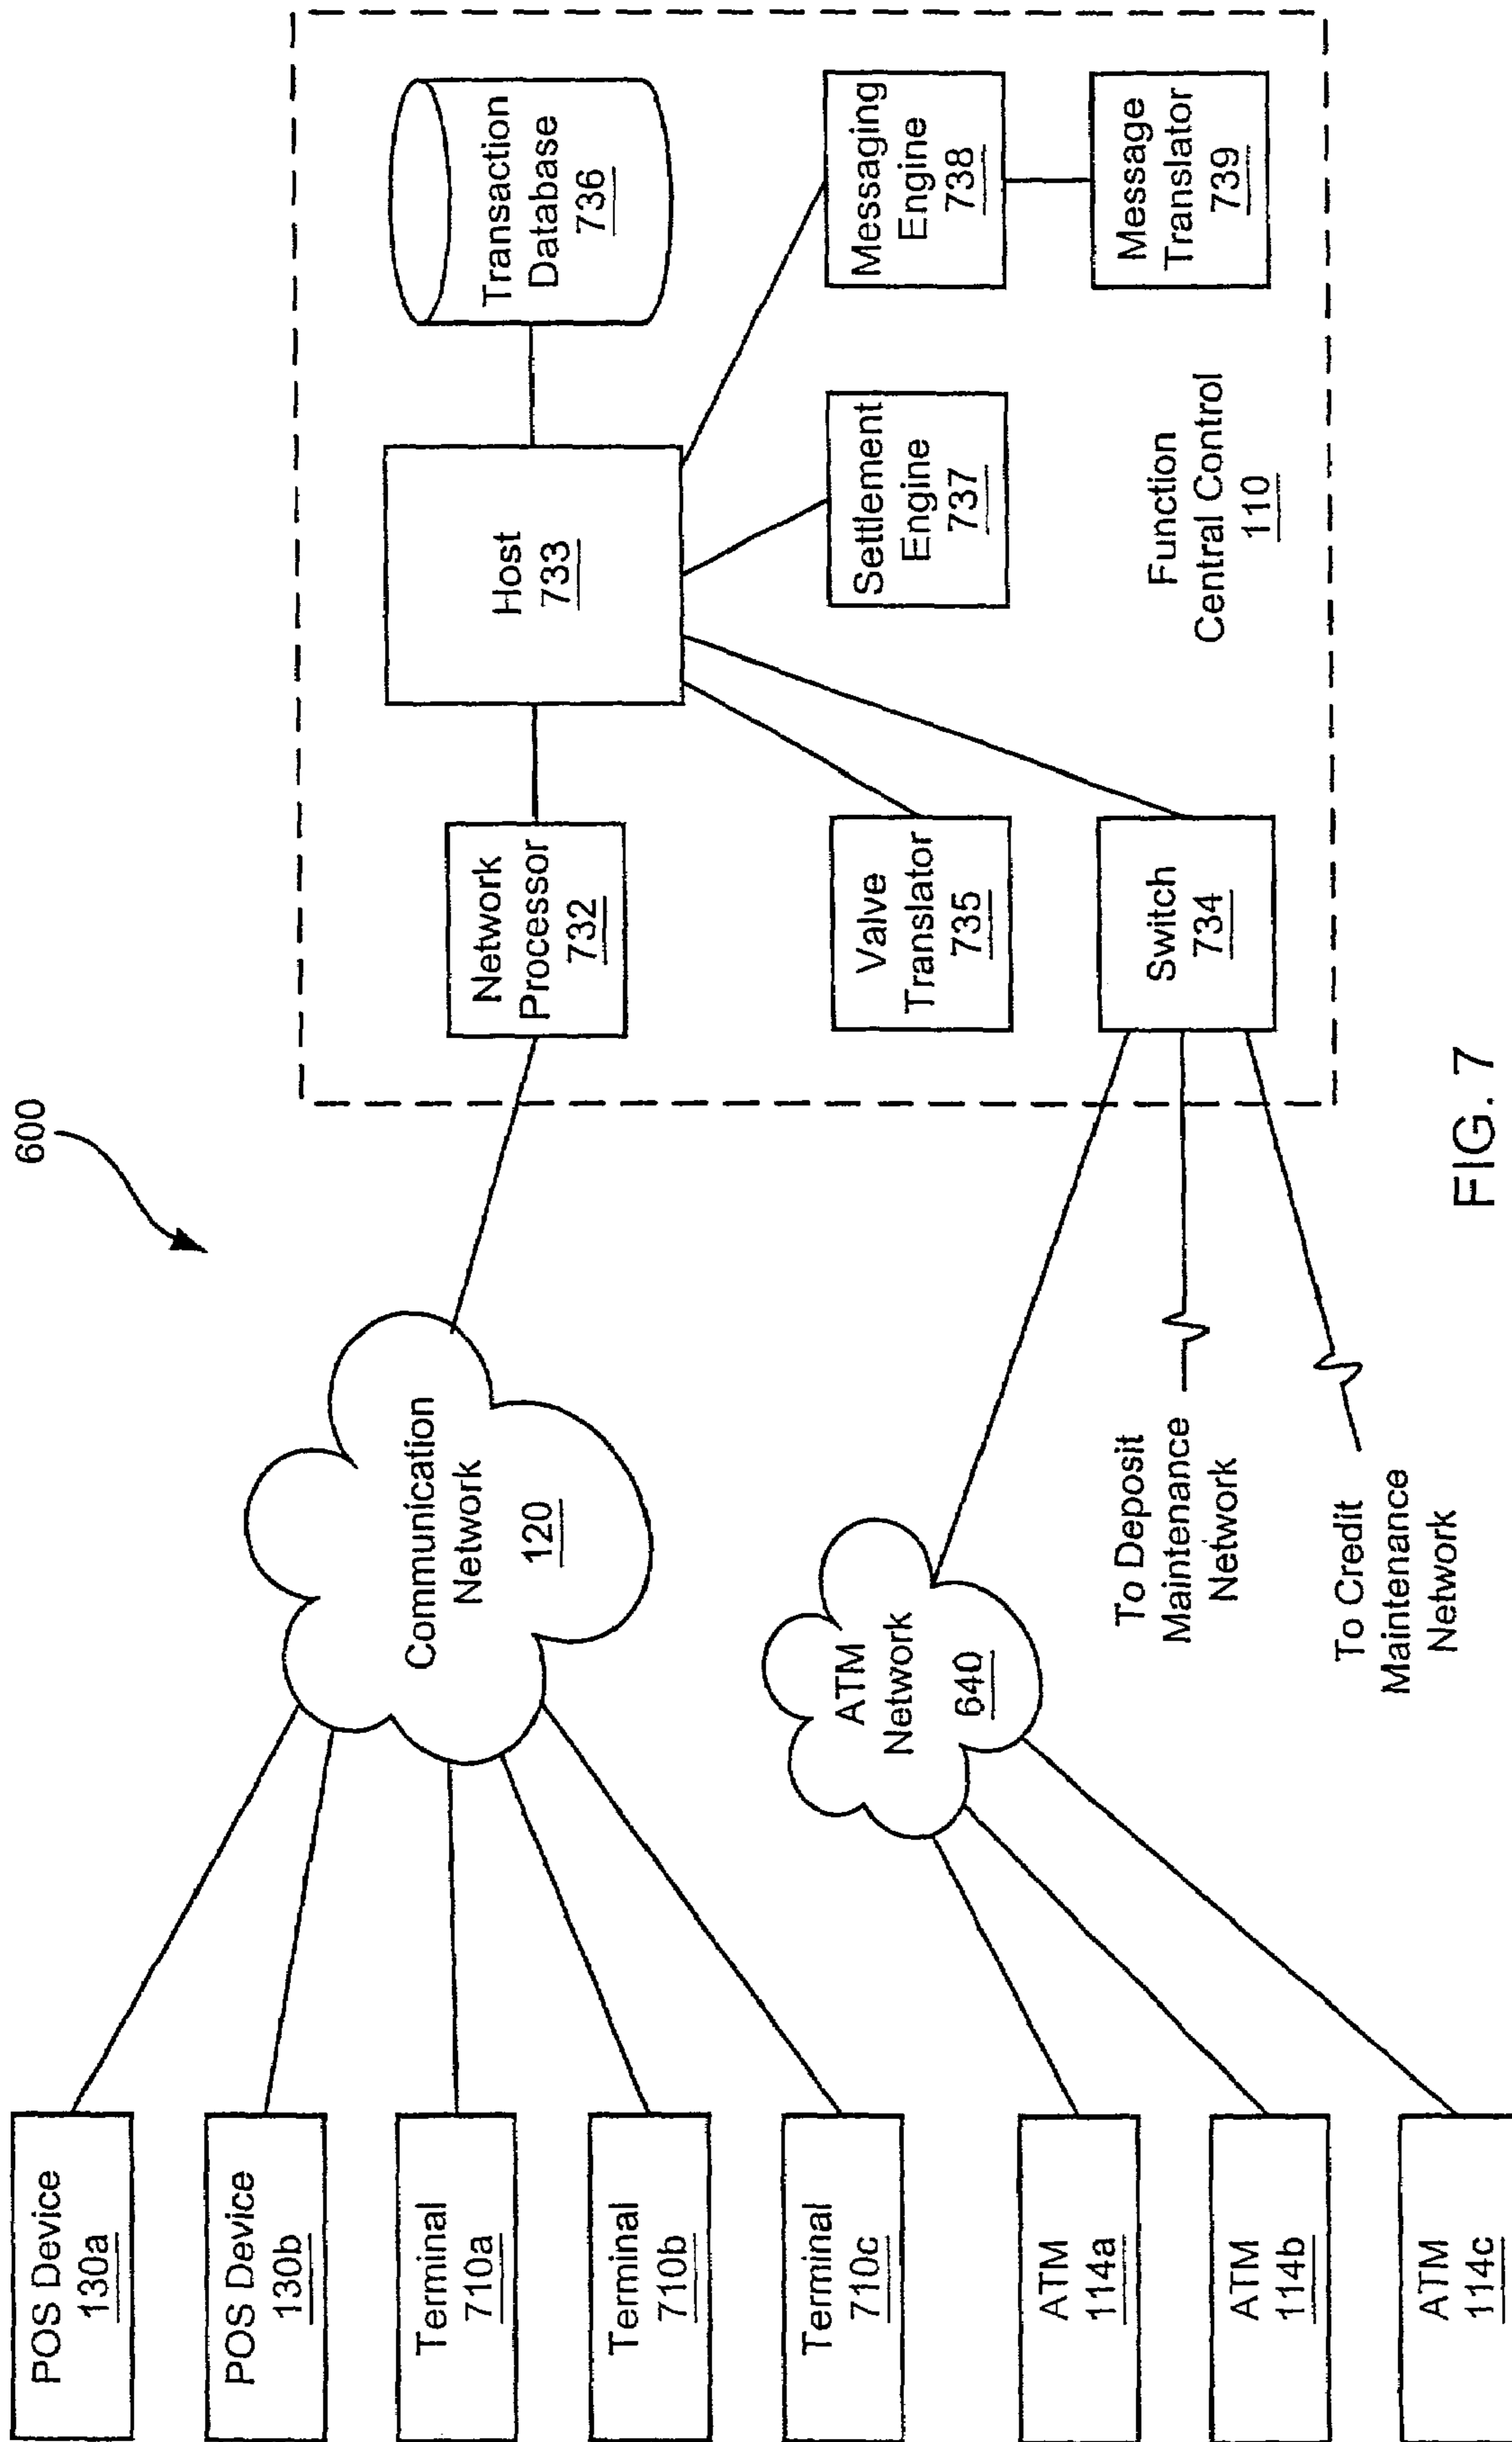 600
POS Device
130a
POS Device
130b
Terminal
710a
Terminal
710b
Terminal
710c
ATM
114a
ATM
114b
ATM
114c
Communication
Network
120
ATM
Network
640
To Deposit
Maintenance
Network
To Credit
Maintenance
Network
Network
Processor
732
Valve
Translator
735
Switch
734
Host
733
Settlement
Engine
737
Transaction
Database
736
Messaging
Engine
738
Message
Translator
739
Function
Central Control
110
FIG. 7